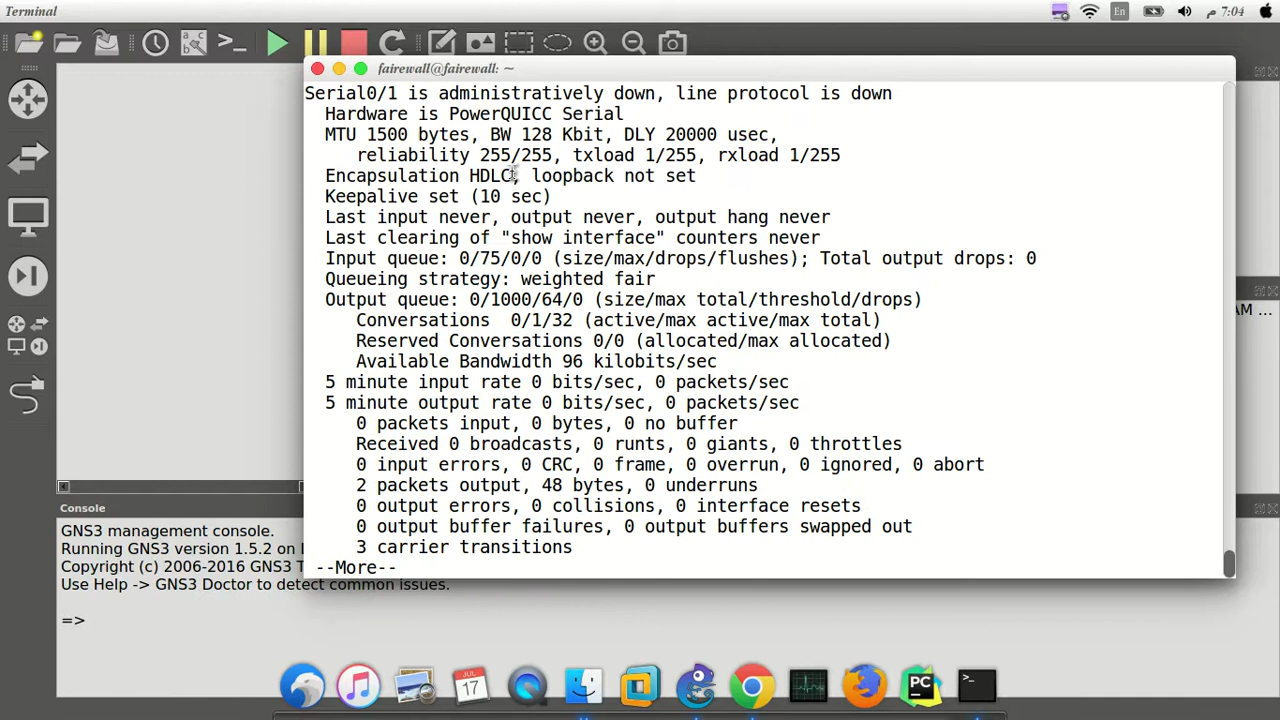 Terminal
En
7:04 م
fairewall@fairewall: ~
Serial0/1 is administratively down, line protocol is down
Hardware is PowerQUICC Serial
MTU 1500 bytes, BW 128 Kbit, DLY 20000 usec,
reliability 255/255, txload 1/255, rxload 1/255
Encapsulation HDLC, loopback not set
Keepalive set (10 sec)
Last input never, output never, output hang never
Last clearing of "show interface" counters never
Input queue: 0/75/0/0 (size/max/drops/flushes); Total output drops: 0
Queueing strategy: weighted fair
Output queue: 0/1000/64/0 (size/max total/threshold/drops)
Conversations 0/1/32 (active/max active/max total)
Reserved Conversations 0/0 (allocated/max allocated)
Available Bandwidth 96 kilobits/sec
5 minute input rate 0 bits/sec, 0 packets/sec
5 minute output rate 0 bits/sec, 0 packets/sec
0 packets input, 0 bytes, 0 no buffer
Received 0 broadcasts, 0 runts, 0 giants, 0 throttles
0 input errors, 0 CRC, 0 frame, 0 overrun, 0 ignored, 0 abort
2 packets output, 48 bytes, 0 underruns
0 output errors, 0 collisions, 0 interface resets
0 output buffer failures, 0 output buffers swapped out
3 carrier transitions
--More--
AM ...
Console
GNS3 management console.
Running GNS3 version 1.5.2 on
Copyright (c) 2006-2016 GNS3
Use Help -> GNS3 Doctor to detect common issues.
=>
JUL
17
PC
>_